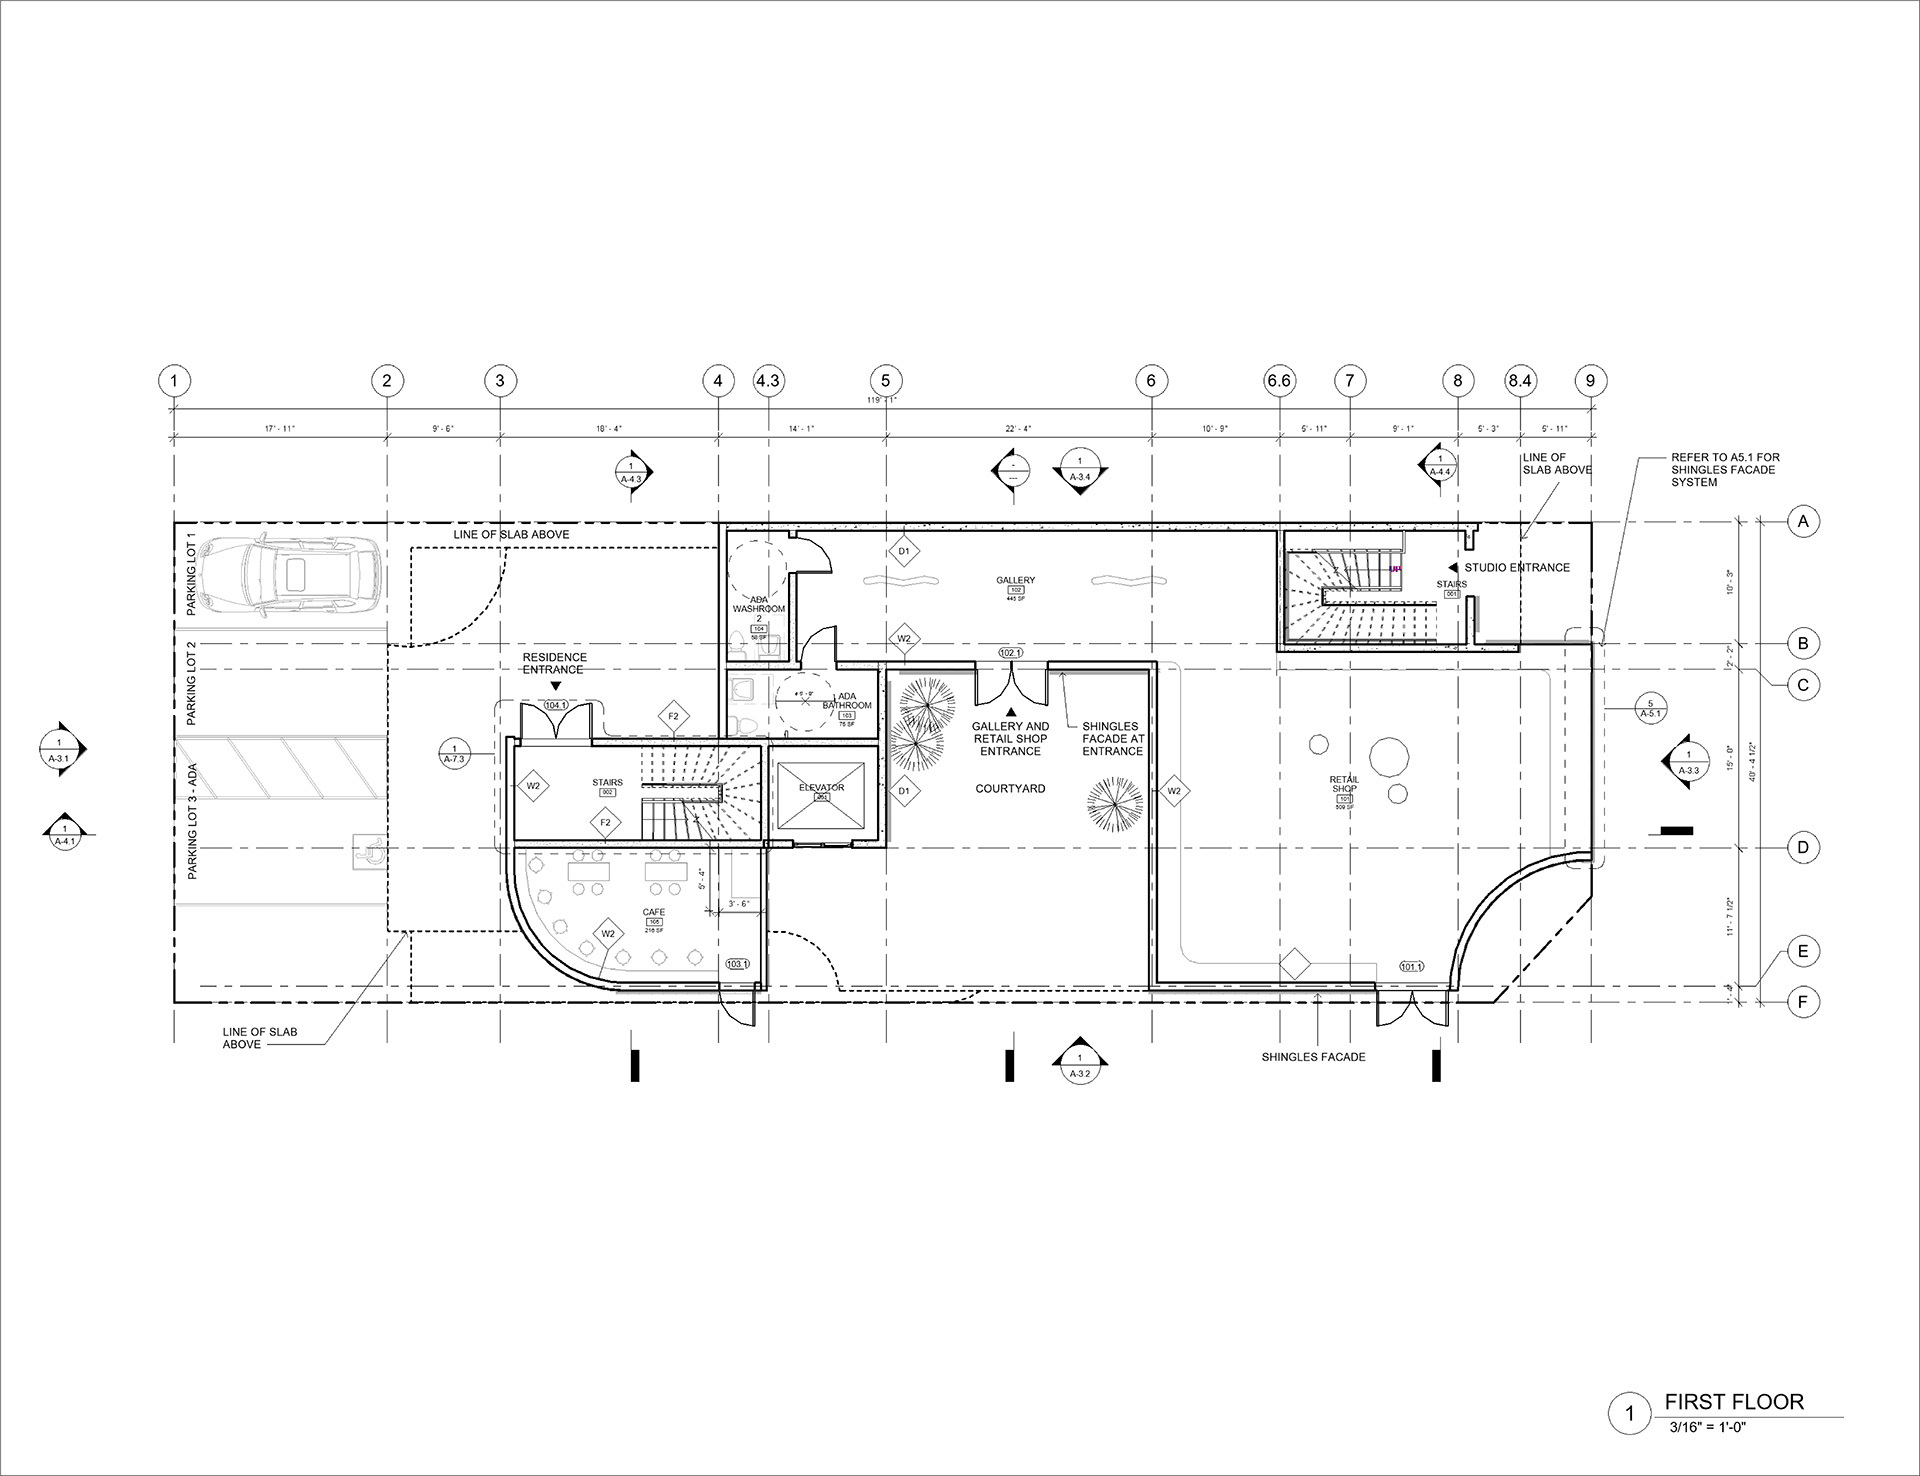 1 2 3 4 4.3 5 6 6.6 7 8 8.4 9
119' - 1"
17' - 11" 9' - 6" 18' - 4" 14' - 1" 22' - 4" 10' - 9" 5' - 11" 9' - 1" 5' - 3" 5' - 11"
1
A-4.3
-
---
1
A-3.4
1
A-4.4
LINE OF
SLAB ABOVE
REFER TO A5.1 FOR
SHINGLES FACADE
SYSTEM
A
B
C
D
E
F
10' - 3"
2' - 2"
15' - 0"
11' - 7 1/2"
1' - 4"
40' - 4 1/2"
PARKING LOT 1
PARKING LOT 2
PARKING LOT 3 - ADA
LINE OF SLAB ABOVE
D1
GALLERY
102
445 SF
UP
STUDIO ENTRANCE
STAIRS
001
ADA
WASHROOM
2
104
58 SF
W2
102.1
RESIDENCE
ENTRANCE
104.1
F2
4'5' - 0"
ADA
BATHROOM
103
75 SF
GALLERY AND
RETAIL SHOP
ENTRANCE
SHINGLES
FACADE AT
ENTRANCE
5
A-5.1
1
A-3.1
1
A-7.3
1
A-3.3
W2
STAIRS
002
F2
ELEVATOR
D1
COURTYARD
W2
RETAIL
SHOP
101
509 SF
1
A-4.1
5' - 4"
3' - 6"
CAFE
105
216 SF
W2
103.1
101.1
LINE OF SLAB
ABOVE
SHINGLES FACADE
1
A-3.2
1
FIRST FLOOR
3/16" = 1'-0"